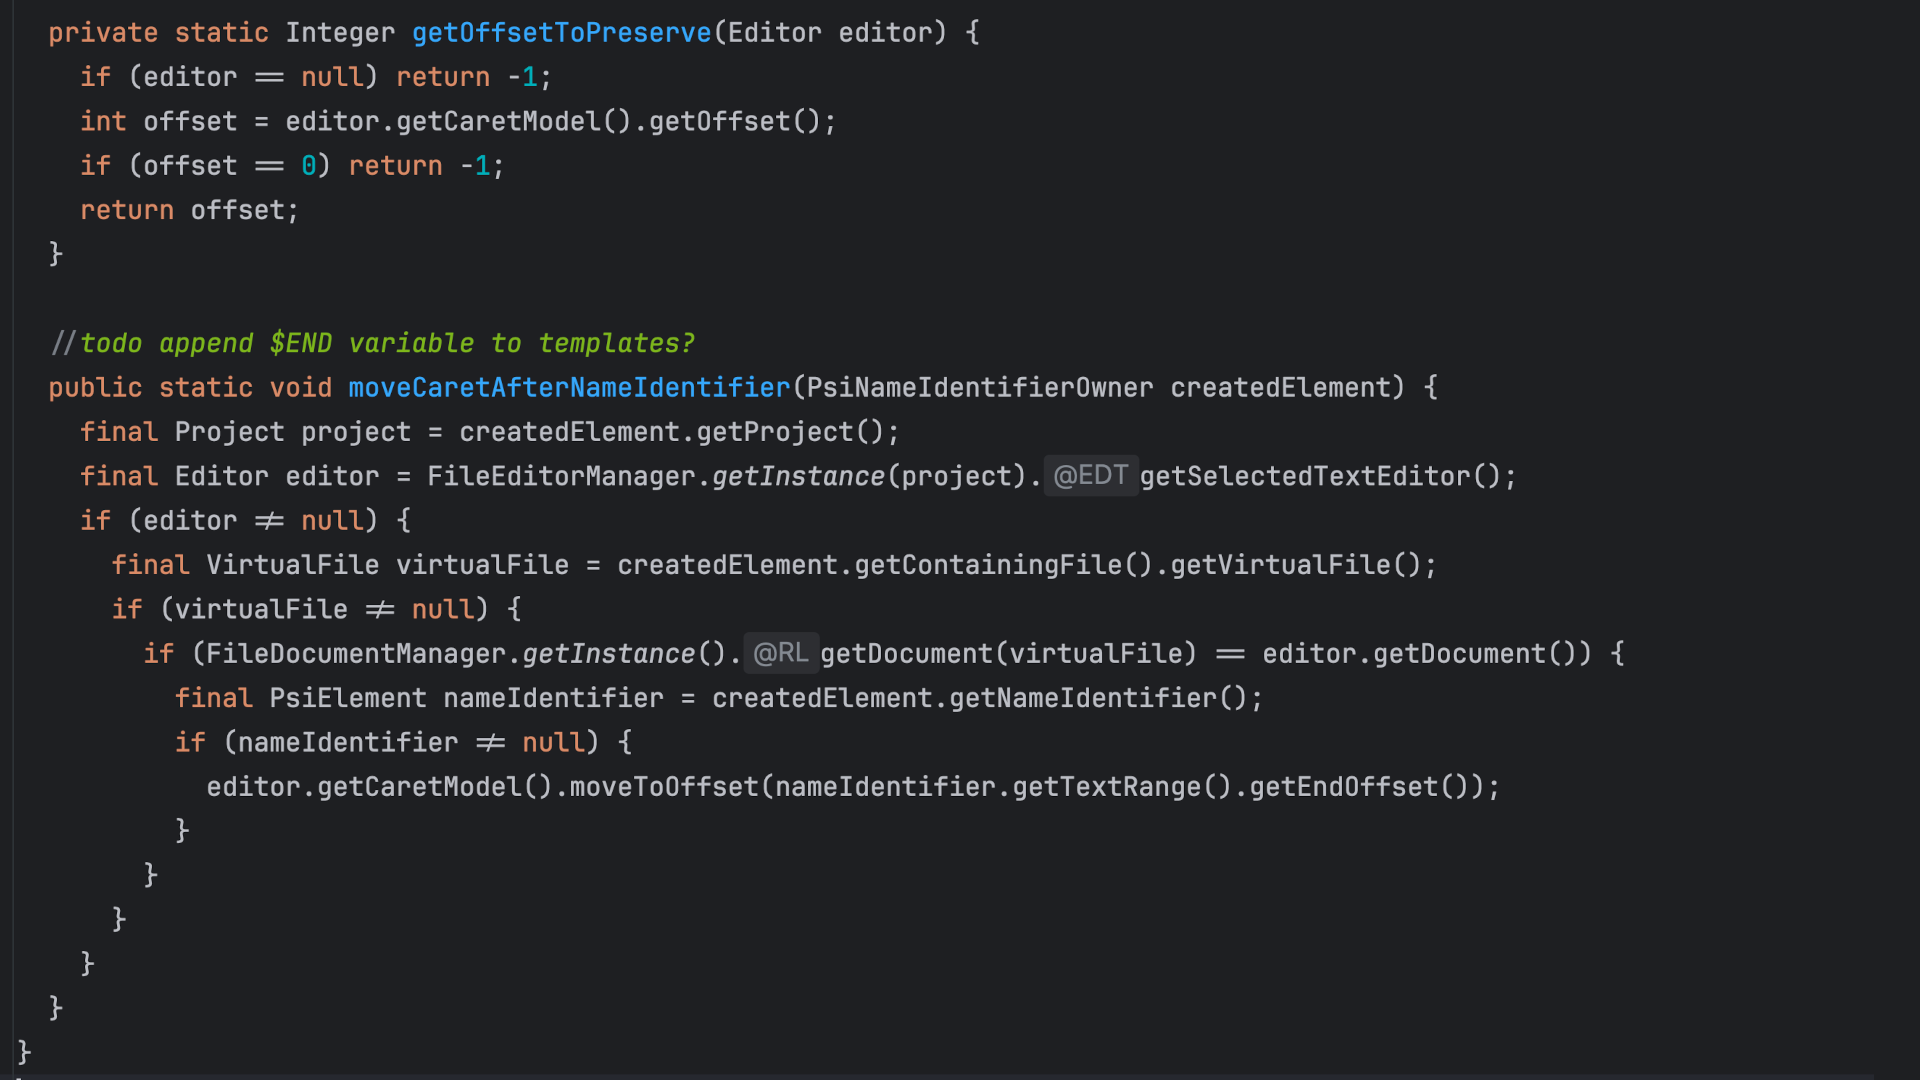 private static Integer getOffsetToPreserve(Editor editor) {
if (editor == null) return -1;
int offset = editor.getCaretModel().getOffset();
if (offset == 0) return -1;
return offset;
}
//todo append $END variable to templates?
public static void moveCaretAfterNameIdentifier(PsiNameIdentifierOwner createdElement) {
final Project project = createdElement.getProject();
final Editor editor = FileEditorManager.getInstance(project). @EDT getSelectedTextEditor();
if (editor != null) {
final VirtualFile virtualFile = createdElement.getContainingFile().getVirtualFile();
if (virtualFile != null) {
if (FileDocumentManager.getInstance(). @RL getDocument(virtualFile) == editor.getDocument()) {
final PsiElement nameIdentifier = createdElement.getNameIdentifier();
if (nameIdentifier != null) {
editor.getCaretModel().moveToOffset(nameIdentifier.getTextRange().getEndOffset());
}
}
}
}
}
}